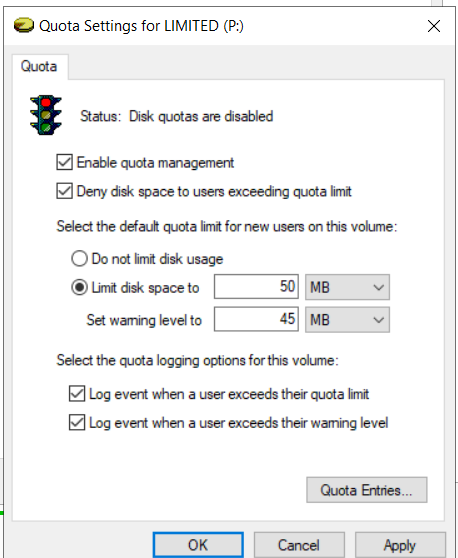 Quota Settings for LIMITED (P:)
Quota
Status: Disk quotas are disabled
Enable quota management
Deny disk space to users exceeding quota limit
Select the default quota limit for new users on this volume:
Do not limit disk usage
Limit disk space to 50 MB
Set warning level to 45 MB
Select the quota logging options for this volume:
Log event when a user exceeds their quota limit
Log event when a user exceeds their warning level
Quota Entries...
OK Cancel Apply